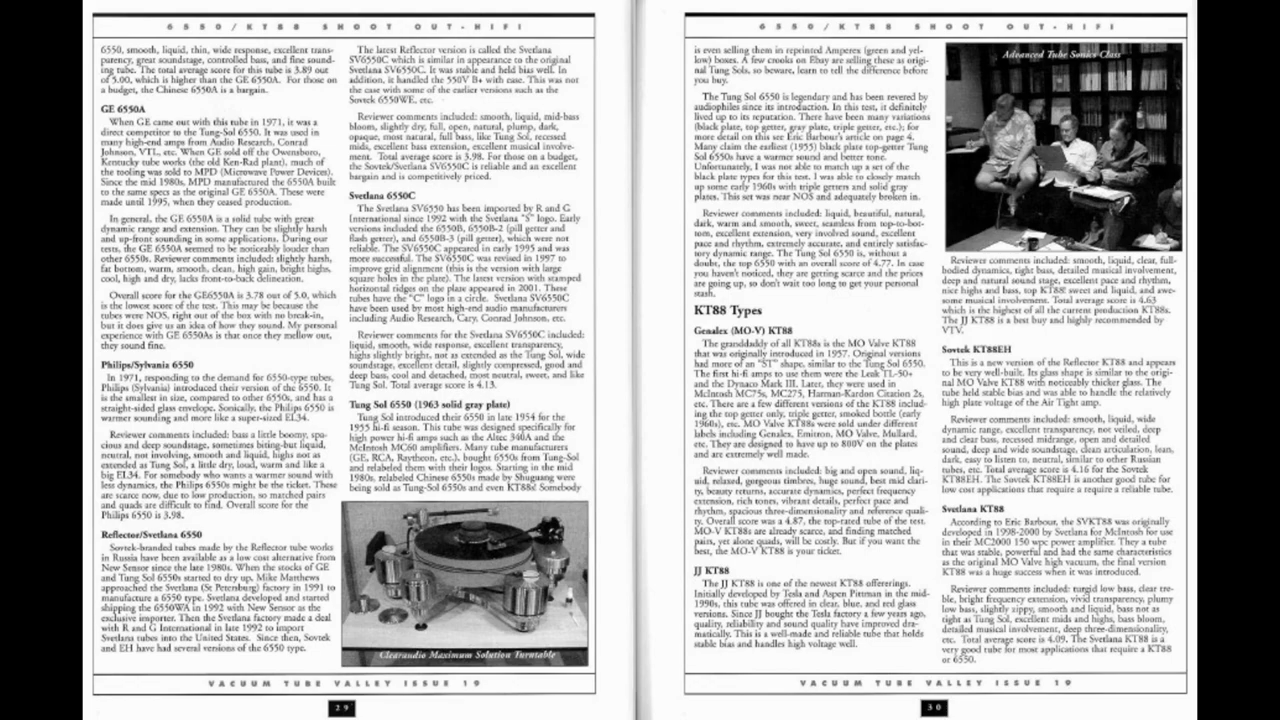 6550/KT88 SHOOT OUT-HIFI
6550, smooth, liquid, thin, wide response, excellent trans-
parency, great soundstage, controlled bass, and fine sound-
ing tube. The total average score for this tube is 3.89 out
of 5.00, which is higher than the GE 6550A. For those on
a budget, the Chinese 6550A is a bargain.
GE 6550A
When GE came out with this tube in 1971, it was a
direct competitor to the Tung-Sol 6550. It was used in
many high-end amps from Audio Research, Conrad
Johnson, VTL, etc. When GE sold off the Owensboro,
Kentucky tube works (the old Ken-Rad plant), much of
the tooling was sold to MPD (Microwave Power Devices).
Since the mid 1980s, MPD manufactured the 6550A built
to the same specs as the original GE 6550A. These were
made until 1995, when they ceased production.
In general, the GE 6550A is a solid tube with great
dynamic range and extension. They can be slightly harsh
and up-front sounding in some applications. During our
tests, the GE 6550A seemed to be noticeably louder than
other 6550s. Reviewer comments included: slightly harsh,
fat bottom, warm, smooth, clean, high gain, bright highs,
cool, high and dry, lacks front-to-back delineation.
Overall score for the GE6550A is 3.78 out of 5.0, which
is the lowest score of the test. This may be because the
tubes were NOS, right out of the box with no break-in,
but it does give us an idea of how they sound. My personal
experience with GE 6550As is that once they mellow out,
they sound fine.
Philips/Sylvania 6550
In 1971, responding to the demand for 6550-type tubes,
Philips (Sylvania) introduced their version of the 6550. It
is the smallest in size, compared to other 6550s, and has a
straight-sided glass envelope. Sonically, the Philips 6550 is
warmer sounding and more like a super-sized EL34.
Reviewer comments included: bass a little boomy, spa-
cious and deep soundstage, sometimes biting-but liquid,
neutral, not involving, smooth and liquid, highs not as
extended as Tung Sol, a little dry, loud, warm and like a
big EL34. For somebody who wants a warmer sound with
less dynamics, the Philips 6550s might be the ticket. These
are scarce now, due to low production, so matched pairs
and quads are difficult to find. Overall score for the
Philips 6550 is 3.98.
Reflector/Svetlana 6550
Sovtek-branded tubes made by the Reflector tube works
in Russia have been available as a low cost alternative from
New Sensor since the late 1980s. When the stocks of GE
and Tung Sol 6550s started to dry up, Mike Matthews
approached the Svetlana (St Petersburg) factory in 1991 to
manufacture a 6550 type. Svetlana developed and started
shipping the 6550WA in 1992 with New Sensor as the
exclusive importer. Then the Svetlana factory made a deal
with R and G International in late 1992 to import
Svetlana tubes into the United States. Since then, Sovtek
and EH have had several versions of the 6550 type.
The latest Reflector version is called the Svetlana
SV6550C which is similar in appearance to the original
Svetlana SV6550C. It was stable and held bias well. In
addition, it handled the 550V B+ with ease. This was not
the case with some of the earlier versions such as the
Sovtek 6550WE, etc.
Reviewer comments included: smooth, liquid, mid-bass
bloom, slightly dry, full, open, natural, plump, dark,
opaque, most natural, full bass, like Tung Sol, recessed
mids, excellent bass extension, excellent musical involve-
ment. Total average score is 3.98. For those on a budget,
the Sovtek/Svetlana SV6550C is reliable and an excellent
bargain and is competitively priced.
Svetlana 6550C
The Svetlana SV6550 has been imported by R and G
International since 1992 with the Svetlana "S" logo. Early
versions included the 6550B, 6550B-2 (pill getter and
flash getter), and 6550B-3 (pill getter), which were not
reliable. The SV6550C appeared in early 1995 and was
more successful. The SV6550C was revised in 1997 to
improve grid alignment (this is the version with large
square holes in the plate). The latest version with stamped
horizontal ridges on the plate appeared in 2001. These
tubes have the "C" logo in a circle. Svetlana SV6550C
have been used by most high-end audio manufacturers
including Audio Research, Cary, Conrad Johnson, etc.
Reviewer comments for the Svetlana SV6550C included:
liquid, smooth, wide response, excellent transparency,
highs slightly bright, not as extended as the Tung Sol, wide
soundstage, excellent detail, slightly compressed, good and
deep bass, cool and detached, most neutral, sweet, and like
Tung Sol. Total average score is 4.13.
Tung Sol 6550 (1963 solid gray plate)
Tung Sol introduced their 6550 in late 1954 for the
1955 hi-fi season. This tube was designed specifically for
high power hi-fi amps such as the Altec 340A and the
McIntosh MC60 amplifiers. Many tube manufacturers
(GE, RCA, Raytheon, etc.), bought 6550s from Tung-Sol
and relabeled them with their logos. Starting in the mid
1980s, relabeled Chinese 6550s made by Shuguang were
being sold as Tung-Sol 6550s and even KT88s! Somebody
Clearaudio Maximum Solution Turntable
VACUUM TUBE VALLEY ISSUE 19
29
6550/KT88 SHOOT OUT-HIFI
is even selling them in reprinted Amperex (green and yel-
low) boxes. A few crooks on Ebay are selling these as origi-
nal Tung Sols, so beware, learn to tell the difference before
you buy.
The Tung Sol 6550 is legendary and has been revered by
audiophiles since its introduction. In this test, it definitely
lived up to its reputation. There have been many variations
(black plate, top getter, gray plate, triple getter, etc.); for
more detail on this see Eric Barbour's article on page 4.
Many claim the earliest (1955) black plate top-getter Tung
Sol 6550s have a warmer sound and better tone.
Unfortunately, I was not able to match up a set of the
black plate types for this test. I was able to closely match
up some early 1960s with triple getters and solid gray
plates. This set was near NOS and adequately broken in.
Reviewer comments included: liquid, beautiful, natural,
dark, warm and smooth, sweet, seamless from top-to-bot-
tom, excellent extension, very involved sound, excellent
pace and rhythm, extremely accurate, and entirely satisfac-
tory dynamic range. The Tung Sol 6550 is, without a
doubt, the top 6550 with an overall score of 4.77. In case
you haven't noticed, they are getting scarce and the prices
are going up, so don't wait too long to get your personal
stash.
KT88 Types
Genalex (MO-V) KT88
The granddaddy of all KT88s is the MO Valve KT88
that was originally introduced in 1957. Original versions
had more of an "ST" shape, similar to the Tung Sol 6550.
The first hi-fi amps to use them were the Leak TL-50+
and the Dynaco Mark III. Later, they were used in
McIntosh MC75s, MC275, Harman-Kardon Citation 2s,
etc. There are a few different versions of the KT88 includ-
ing the top getter only, triple getter, smoked bottle (early
1960s), etc. MO Valve KT88s were sold under different
labels including Genalex, Emitron, MO Valve, Mullard,
etc. They are designed to have up to 800V on the plates
and are extremely well made.
Reviewer comments included: big and open sound, liq-
uid, relaxed, gorgeous timbres, huge sound, best midi clari-
ty, beauty returns, accurate dynamics, perfect frequency
extension, rich tones, vibrant details, perfect pace and
rhythm, spacious three-dimensionality and reference quali-
ty. Overall score was a 4.87, the top-rated tube of the test.
MO-V KT88s are already scarce, and finding matched
pairs, yet alone quads, will be costly. But if you want the
best, the MO-V KT88 is your ticket.
JJ KT88
The JJ KT88 is one of the newest KT88 offererings.
Initially developed by Tesla and Aspen Pittman in the mid-
1990s, this tube was offered in clear, blue, and red glass
versions. Since JJ bought the Tesla factory a few years ago,
quality, reliability and sound quality have improved dra-
matically. This is a well-made and reliable tube that holds
stable bias and handles high voltage well.
Advanced Tube Sonics Class
Reviewer comments included: smooth, liquid, clear, full-
bodied dynamics, tight bass, detailed musical involvement,
deep and natural sound stage, excellent pace and rhythm,
nice highs and bass, top KT88! sweet and liquid, and awe-
some musical involvement. Total average score is 4.63
which is the highest of all the current production KT88s.
The JJ KT88 is a best buy and highly recommended by
VTV.
Sovtek KT88EH
This is a new version of the Reflector KT88 and appears
to be very well-built. Its glass shape is similar to the origi-
nal MO Valve KT88 with noticeably thicker glass. The
tube held stable bias and was able to handle the relatively
high plate voltage of the Air Tight amp.
Reviewer comments included: smooth, liquid, wide
dynamic range, excellent transparency, not veiled, deep
and clear bass, recessed midrange, open and detailed
sound, deep and wide soundstage, clean articulation, lean,
dark, easy to listen to, neutral, similar to other Russian
tubes, etc. Total average score is 4.16 for the Sovtek
KT88EH. The Sovtek KT88EH is another good tube for
low cost applications that require a require a reliable tube.
Svetlana KT88
According to Eric Barbour, the SVKT88 was originally
developed in 1998-2000 by Svetlana for McIntosh for use
in their MC2000 150 wpc power amplifier. They a tube
that was stable, powerful and had the same characteristics
as the original MO Valve high vacuum, the final version
KT88 was a huge success when it was introduced.
Reviewer comments included: turgid low bass, clear tre-
ble, bright frequency extension, vivid transparency, plumy
low bass, slightly zippy, smooth and liquid, bass not as
tight as Tung Sol, excellent mids and highs, bass bloom,
detailed musical involvement, deep three-dimensionality,
etc. Total average score is 4.09. The Svetlana KT88 is a
very good tube for most applications that require a KT88
or 6550.
VACUUM TUBE VALLEY ISSUE 19
30